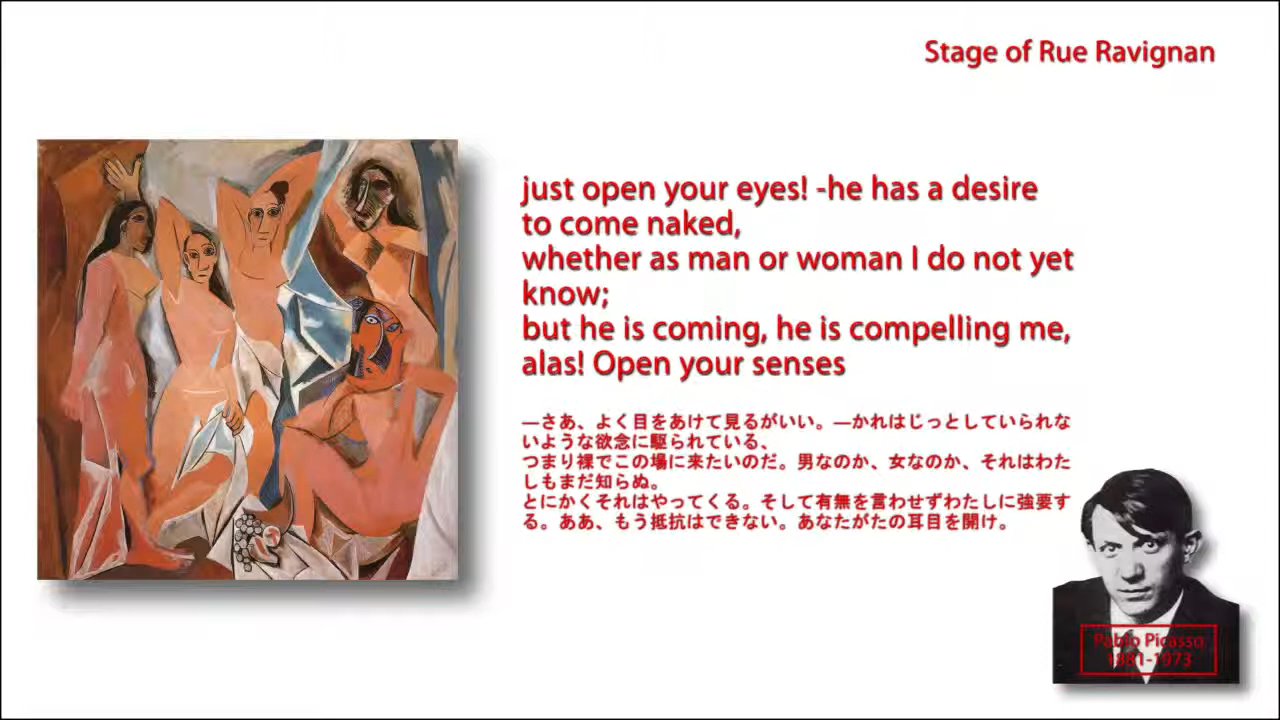 Stage of Rue Ravignan
just open your eyes! -he has a desire
to come naked,
whether as man or woman I do not yet
know;
but he is coming, he is compelling me,
alas! Open your senses
―さあ、よく目をあけて見るがいい。―かれはじっとしていられな
いような欲念に駆られている、
つまり裸でこの場に来たいのだ。男なのか、女なのか、それはわた
しもまだ知らぬ。
とにかくそれはやってくる。そして有無を言わせずわたしに強要す
る。ああ、もう抵抗はできない。あなたがたの耳目を開け。
Pablo Picasso
1881-1973